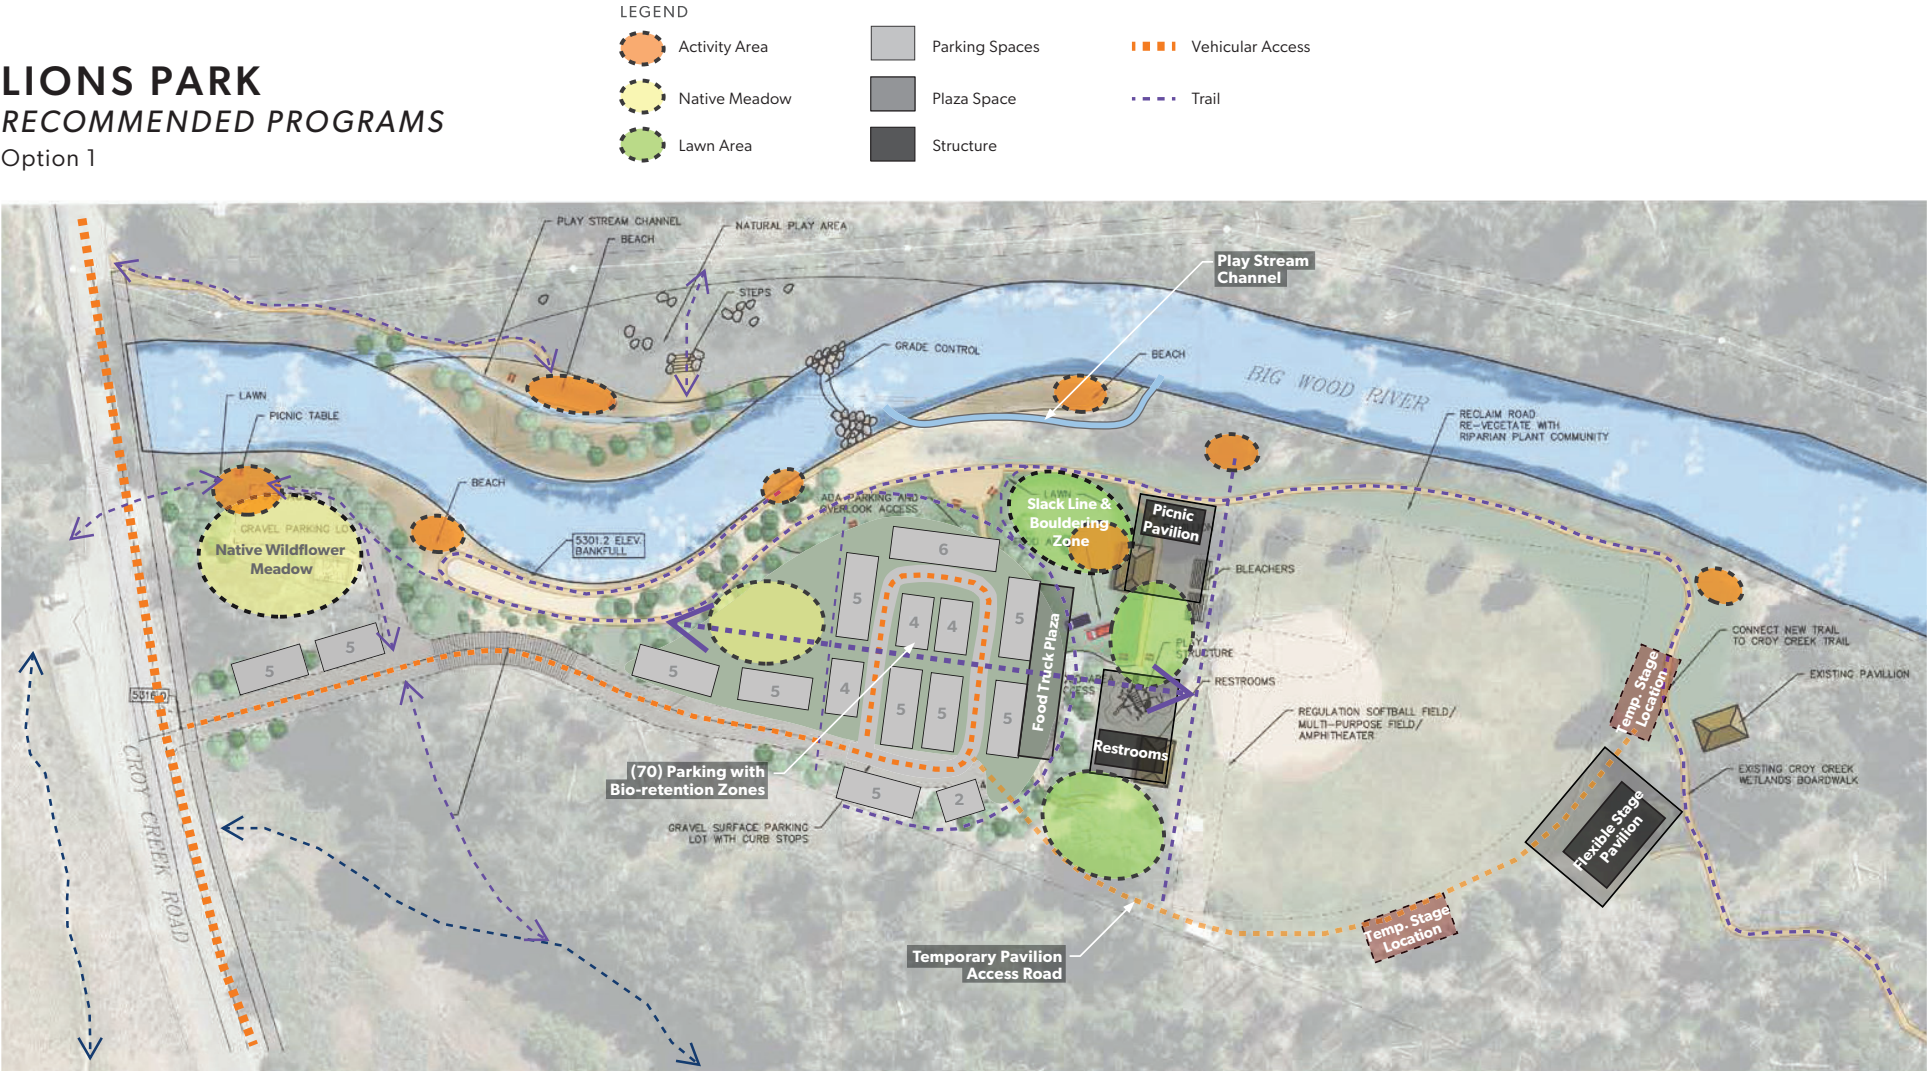 LEGEND
Activity Area
Native Meadow
Lawn Area
Parking Spaces
Plaza Space
Structure
Vehicular Access
Trail
LIONS PARK
RECOMMENDED PROGRAMS
Option 1
PLAY STREAM CHANNEL
BEACH
NATURAL PLAY AREA
STEPS
Play Stream
Channel
GRADE CONTROL
BEACH
BIG WOOD RIVER
LAWN
PICNIC TABLE
RECLAIM ROAD
RE-VEGETATE WITH
RIPARIAN PLANT COMMUNITY
BEACH
ADA PARKING AND
OVERLOOK ACCESS
LAWN
Slack Line &
Bouldering
Zone
Picnic
Pavilion
GRAVEL PARKING LOT
Native Wildflower
Meadow
5301.2 ELEV.
BANKFULL
6
5
4
4
5
BLEACHERS
Food Truck Plaza
PLAY
STRUCTURE
CONNECT NEW TRAIL
TO CROY CREEK TRAIL
5
5
5
5
4
5
5
5
RESTROOMS
Temp. Stage
Location
EXISTING PAVILION
REGULATION SOFTBALL FIELD/
MULTI-PURPOSE FIELD/
AMPHITHEATER
Restrooms
(70) Parking with
Bio-retention Zones
EXISTING CROY CREEK
WETLANDS BOARDWALK
5
2
Flexible Stage
Pavilion
GRAVEL SURFACE PARKING
LOT WITH CURB STOPS
CROY CREEK ROAD
Temp. Stage
Location
Temporary Pavilion
Access Road